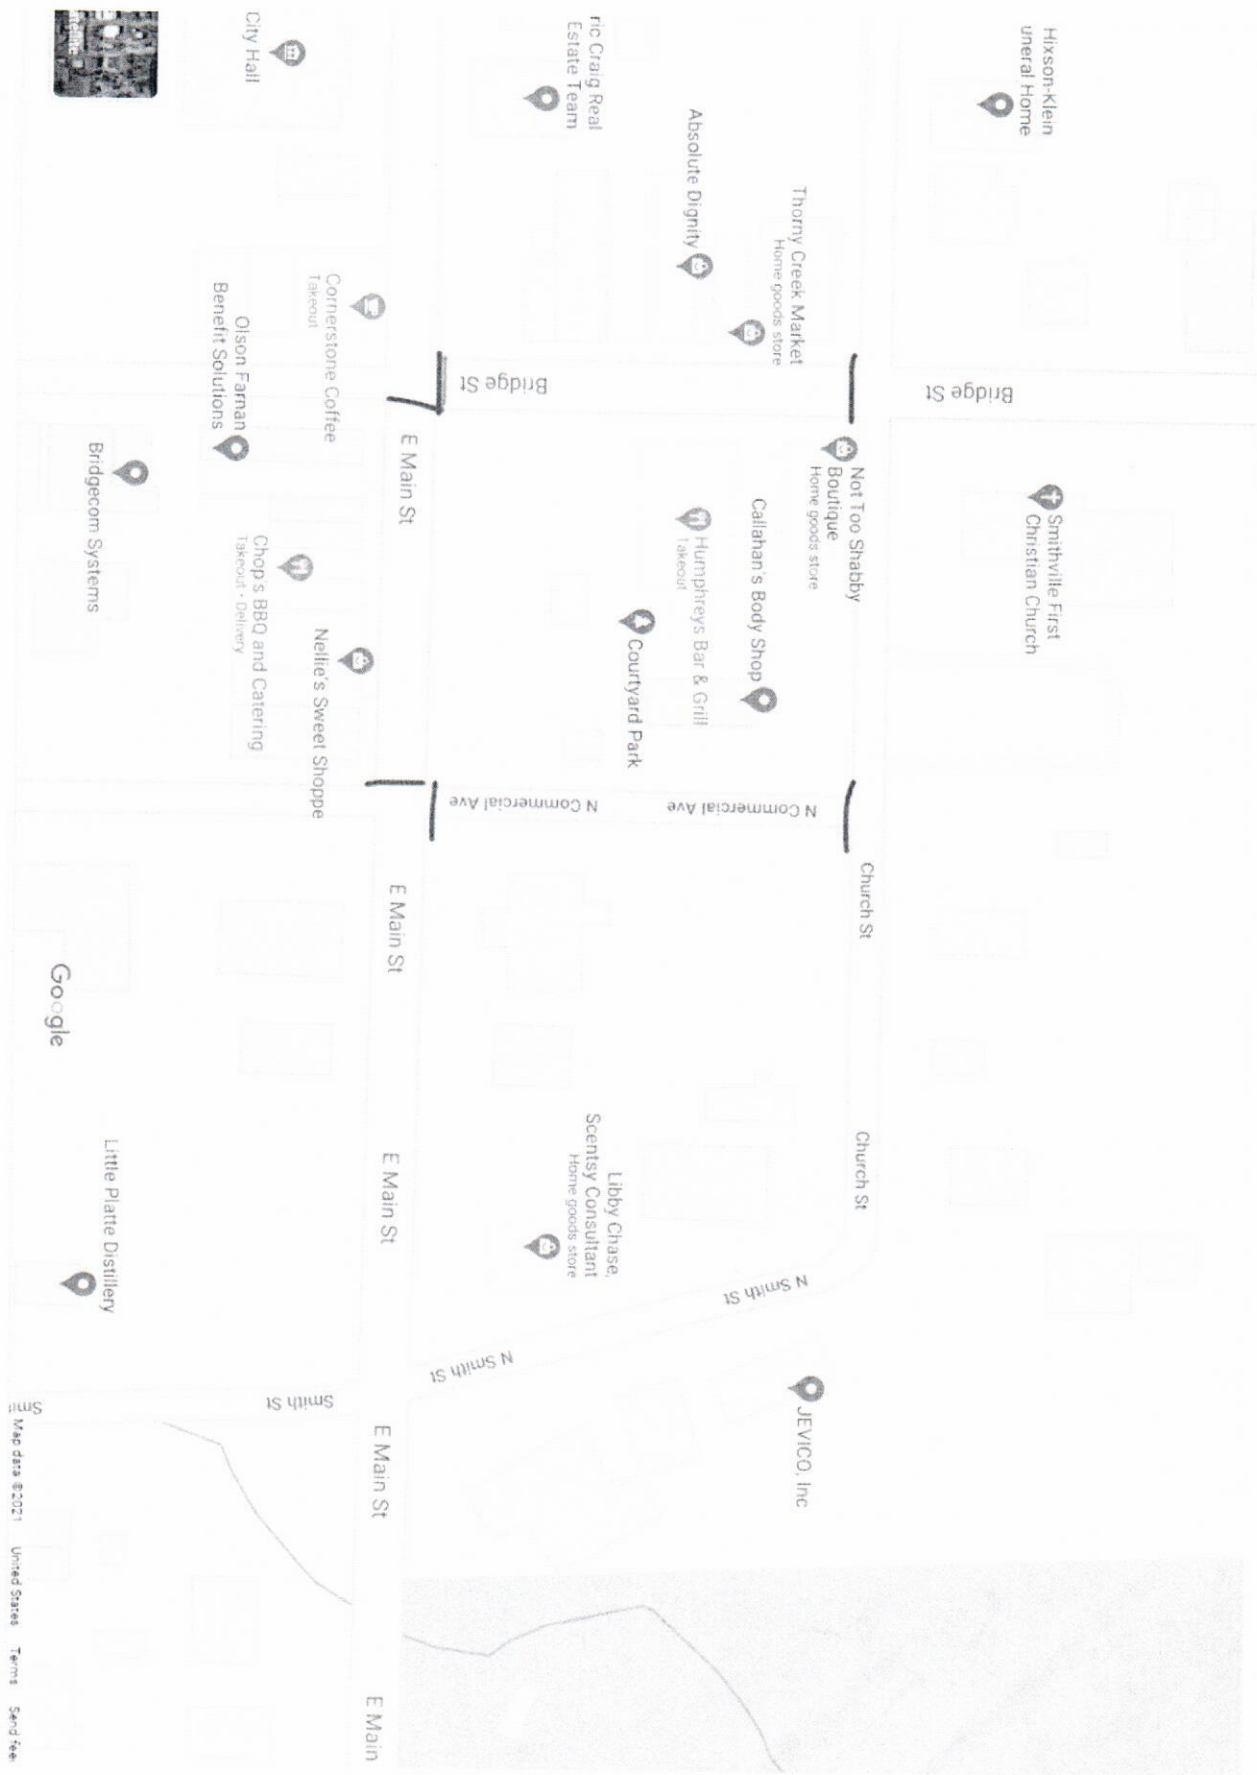 Hixson-Klein
uneral Home
Smithville First
Christian Church
Bridge St
Thorny Creek Market
Home goods store
Not Too Shabby
Boutique
Home goods store
Church St
Church St
JEVICO, Inc
N Smith St
Absolute Dignity
Callahan's Body Shop
Humphreys Bar & Grill
Takeout
Courtyard Park
N Commercial Ave
N Commercial Ave
ric Craig Real
Estate Team
Bridge St
Libby Chase,
Scentsy Consultant
Home goods store
N Smith St
E Main St
E Main St
E Main St
E Main St
E Main
Cornerstone Coffee
Takeout
Nellie's Sweet Shoppe
Smith St
City Hall
Olson Farnan
Benefit Solutions
Chop's BBQ and Catering
Takeout · Delivery
Bridgecom Systems
Little Platte Distillery
Google
Smi
Map data ©2021 United States Terms Send fee